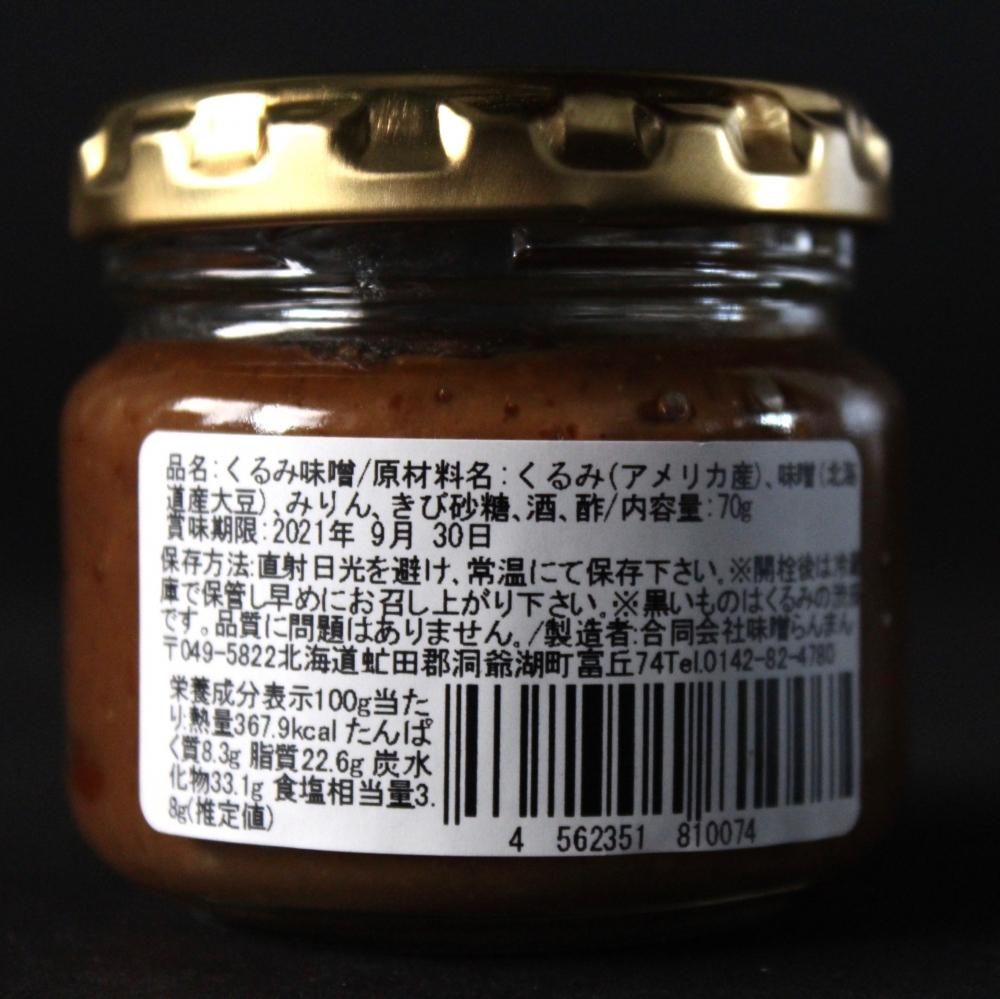 品名:くるみ味噌/原材料名:くるみ(アメリカ産)、味噌(北海
道産大豆)、みりん、きび砂糖、酒、酢/内容量:70g
賞味期限:2021年 9月 30日
保存方法:直射日光を避け、常温にて保存下さい。※開栓後は冷蔵
庫で保管し早めにお召し上がり下さい。※黒いものはくるみの渋皮
です。品質に問題はありません。/製造者:合同会社味噌らんまん
〒049-5822北海道虻田郡洞爺湖町富丘74Tel.0142-82-4780
栄養成分表示100g当た
り:熱量367.9kcal たんぱ
く質8.3g 脂質22.6g 炭水
化物33.1g 食塩相当量3.
8g(推定値)
4 562351 810074